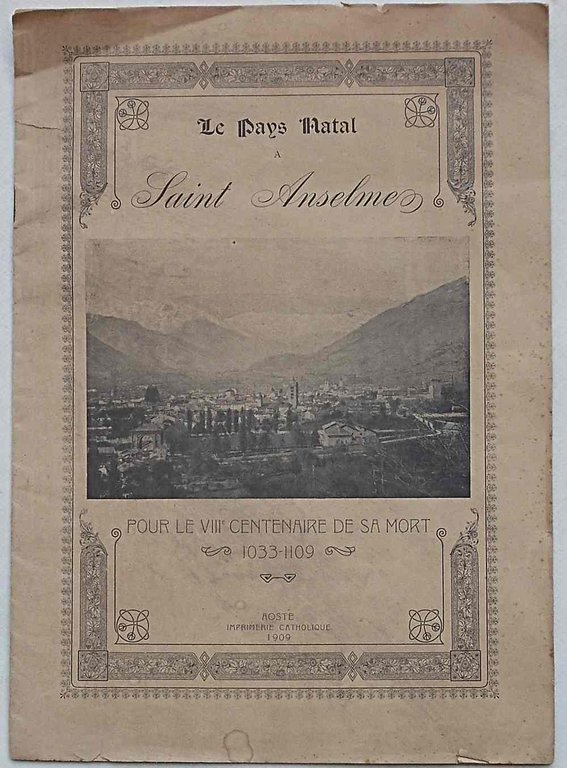 Le Pays Natal
A
Saint Anselme
POUR LE VIIIᵉ CENTENAIRE DE SA MORT
1033-1109
AOSTE
IMPRIMERIE CATHOLIQUE
1909